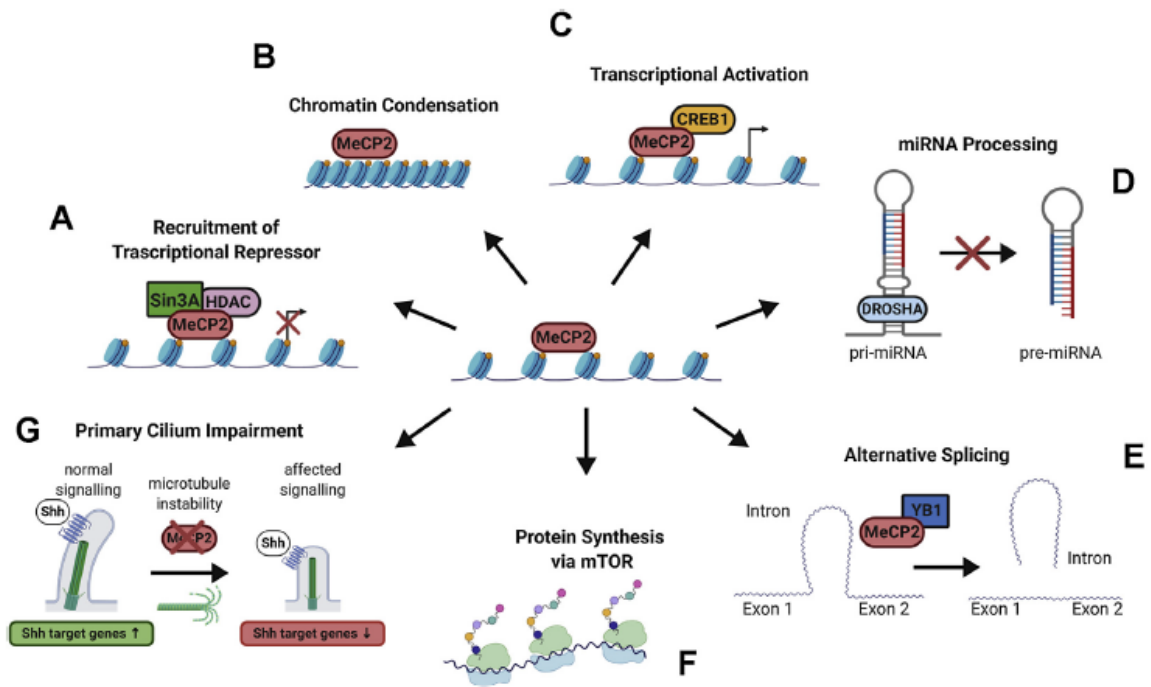 A
Recruitment of
Trascriptional Repressor
Sin3A
HDAC
MeCP2
B
Chromatin Condensation
MeCP2
C
Transcriptional Activation
CREB1
MeCP2
miRNA Processing
D
DROSHA
pri-miRNA
pre-miRNA
MeCP2
G
Primary Cilium Impairment
normal
signalling
Shh
microtubule
instability
MeCP2
affected
signalling
Shh
Shh target genes ↑
Shh target genes ↓
Protein Synthesis
via mTOR
F
Alternative Splicing
E
Intron
YB1
MeCP2
Exon 1
Exon 2
Intron
Exon 1
Exon 2